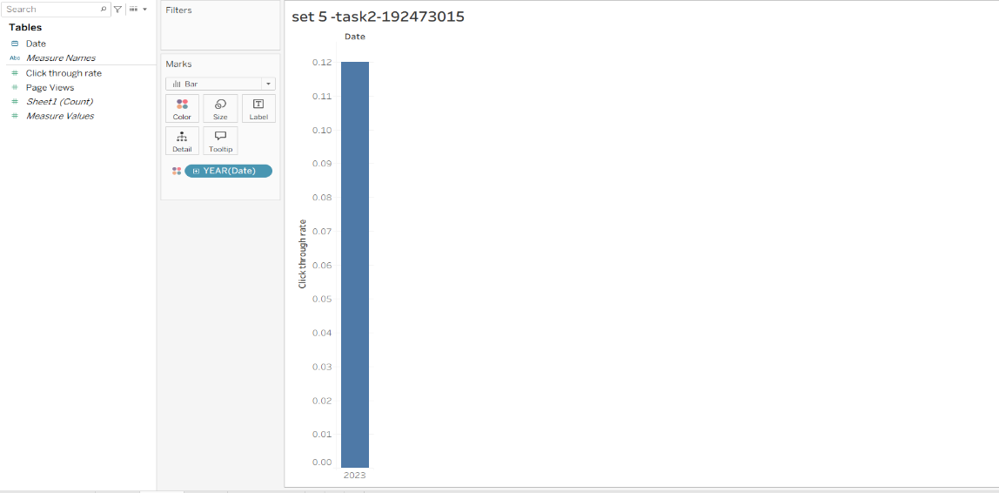 Search
Tables
Date
Abc Measure Names
Click through rate
Page Views
Sheet1 (Count)
Measure Values
Filters
Marks
Bar
Color Size Label
Detail Tooltip
YEAR(Date)
set 5 -task2-192473015
Date
Click through rate
0.12
0.11
0.10
0.09
0.08
0.07
0.06
0.05
0.04
0.03
0.02
0.01
0.00
2023